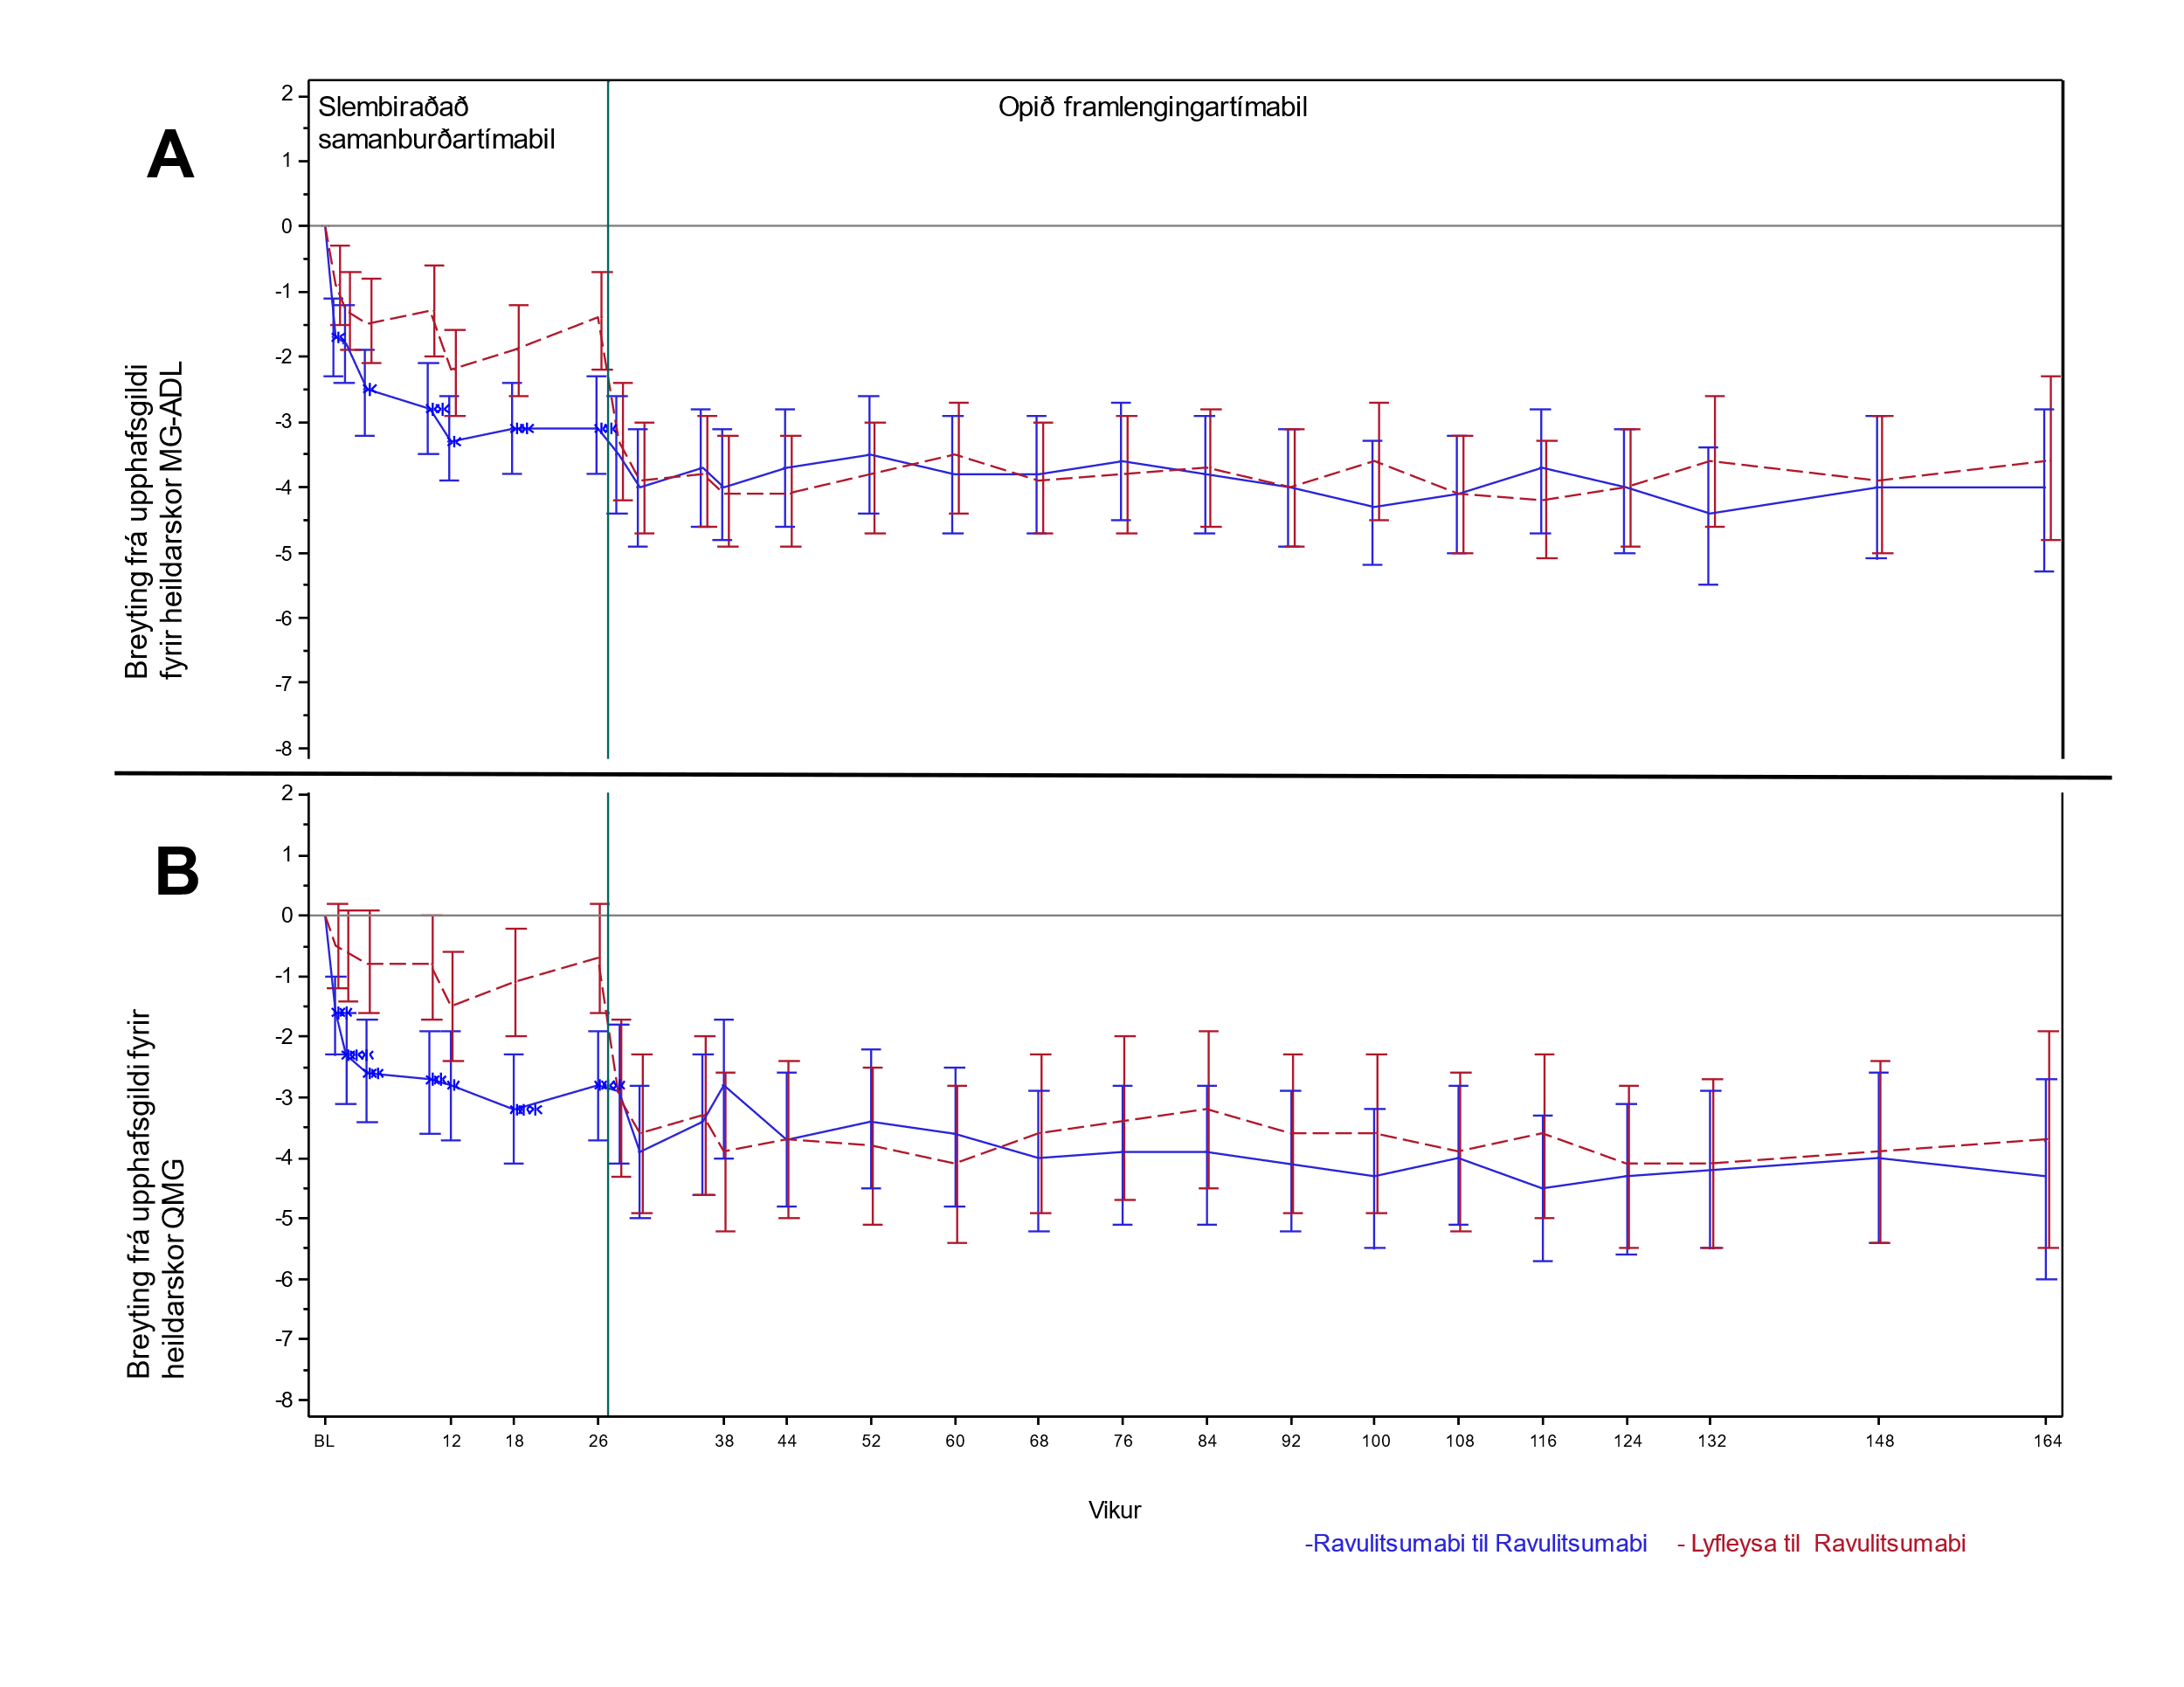 A
Slembiraðað
samanburðartímabil
Opið framlengingartímabil
Breyting frá upphafsgildi
fyrir heildarskor MG-ADL
2
1
0
-1
-2
-3
-4
-5
-6
-7
-8
B
Breyting frá upphafsgildi fyrir
heildarskor QMG
2
1
0
-1
-2
-3
-4
-5
-6
-7
-8
BL 12 18 26 38 44 52 60 68 76 84 92 100 108 116 124 132 148 164
Vikur
-Ravulitsumabi til Ravulitsumabi - Lyfleysa til Ravulitsumabi